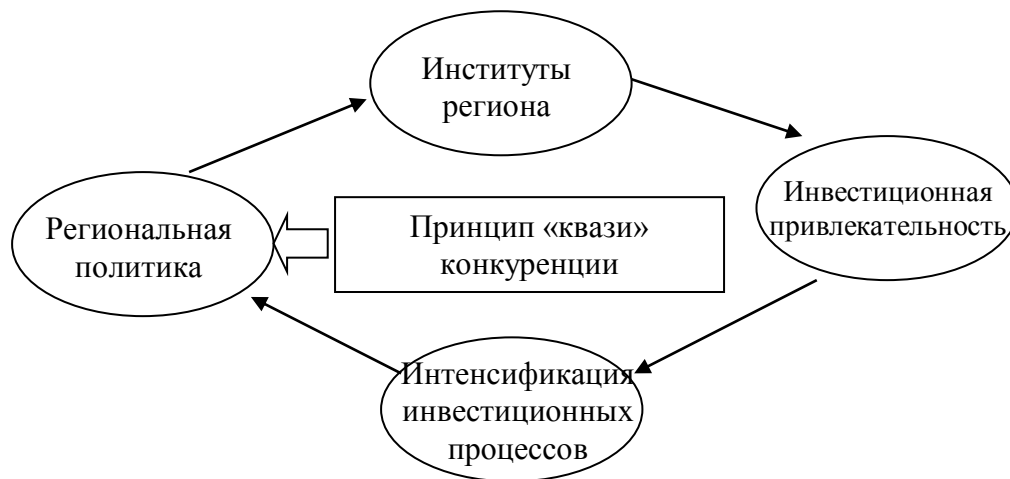 Институты
региона
Инвестиционная
привлекательность
Региональная
политика
Принцип «квази»
конкуренции
Интенсификация
инвестиционных
процессов